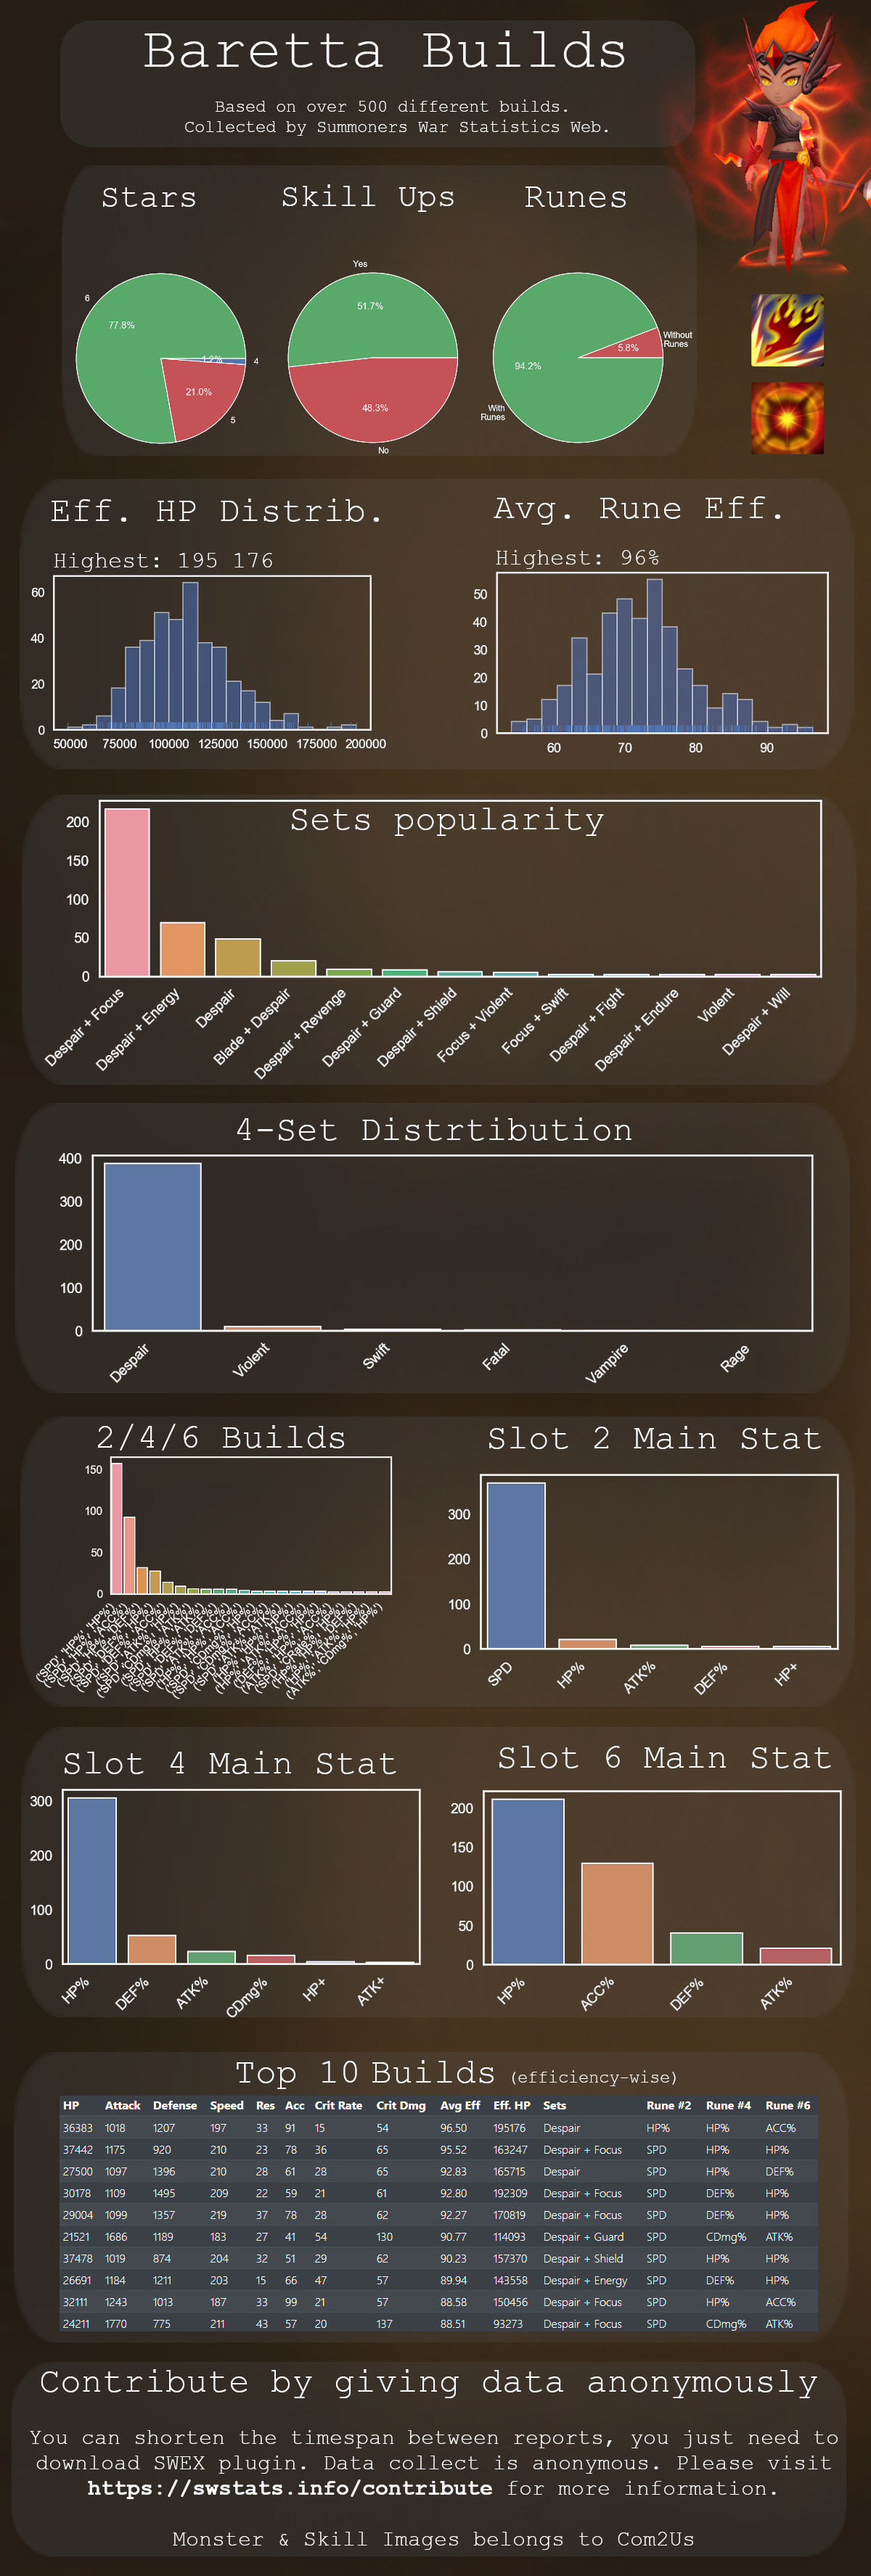 Baretta Builds
Based on over 500 different builds.
Collected by Summoners War Statistics Web.
Stars
Skill Ups
Runes
6
77.8%
1.2%
4
21.0%
5
Yes
51.7%
48.3%
No
Without
Runes
5.8%
94.2%
With
Runes
Eff. HP Distrib.
Highest: 195 176
60
40
20
0
50000 75000 100000 125000 150000 175000 200000
Avg. Rune Eff.
Highest: 96%
50
40
30
20
10
0
60 70 80 90
Sets popularity
200
150
100
50
0
Despair + Focus
Despair + Energy
Despair
Blade + Despair
Despair + Revenge
Despair + Guard
Despair + Shield
Focus + Violent
Focus + Swift
Despair + Fight
Despair + Endure
Violent
Despair + Will
4-Set Distrtibution
400
300
200
100
0
Despair
Violent
Swift
Fatal
Vampire
Rage
2/4/6 Builds
150
100
50
0
('ATK%', 'CDmg%', 'HP%')
Slot 2 Main Stat
300
200
100
0
SPD
HP%
ATK%
DEF%
HP+
Slot 4 Main Stat
300
200
100
0
HP%
DEF%
ATK%
CDmg%
HP+
ATK+
Slot 6 Main Stat
200
150
100
50
0
HP%
ACC%
DEF%
ATK%
Top 10 Builds (efficiency-wise)
HP Attack Defense Speed Res Acc Crit Rate Crit Dmg Avg Eff Eff. HP Sets Rune #2 Rune #4 Rune #6
36383 1018 1207 197 33 91 15 54 96.50 195176 Despair HP% HP% ACC%
37442 1175 920 210 23 78 36 65 95.52 163247 Despair + Focus SPD HP% HP%
27500 1097 1396 210 28 61 28 65 92.83 165715 Despair SPD HP% DEF%
30178 1109 1495 209 22 59 21 61 92.80 192309 Despair + Focus SPD DEF% HP%
29004 1099 1357 219 37 78 28 62 92.27 170819 Despair + Focus SPD DEF% HP%
21521 1686 1189 183 27 41 54 130 90.77 114093 Despair + Guard SPD CDmg% ATK%
37478 1019 874 204 32 51 29 62 90.23 157370 Despair + Shield SPD HP% HP%
26691 1184 1211 203 15 66 47 57 89.94 143558 Despair + Energy SPD DEF% HP%
32111 1243 1013 187 33 99 21 57 88.58 150456 Despair + Focus SPD HP% ACC%
24211 1770 775 211 43 57 20 137 88.51 93273 Despair + Focus SPD CDmg% ATK%
Contribute by giving data anonymously
You can shorten the timespan between reports, you just need to
download SWEX plugin. Data collect is anonymous. Please visit
https://swstats.info/contribute for more information.
Monster & Skill Images belongs to Com2Us